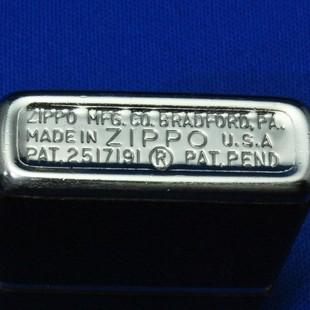 ZIPPO MFG. CO. BRADFORD, PA.
MADE IN ZIPPO U.S.A
PAT. 2517191 ® PAT. PEND